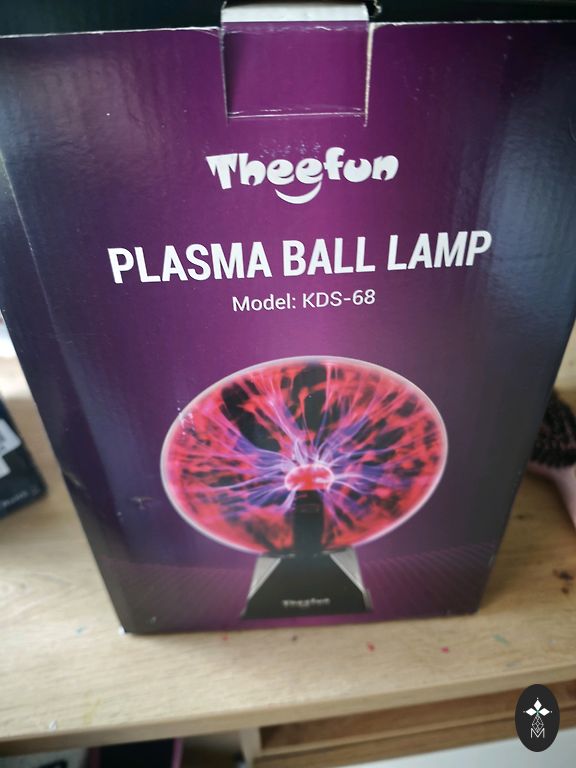 Theefun
PLASMA BALL LAMP
Model: KDS-68
Theefun